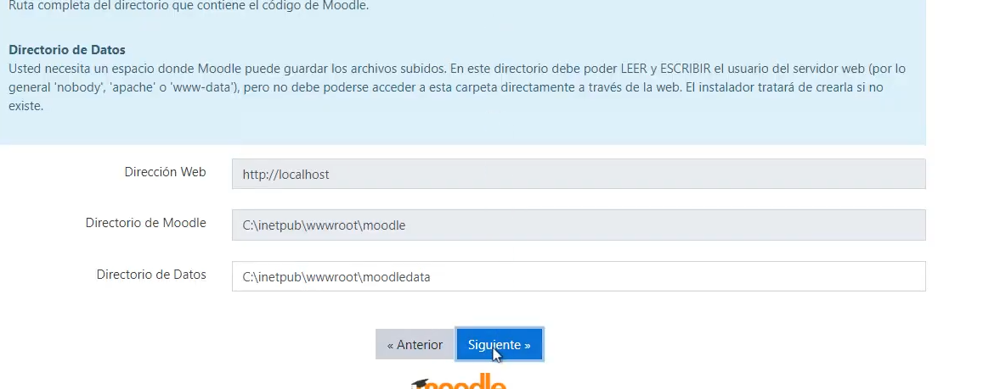 Ruta completa del directorio que contiene el código de Moodle.
Directorio de Datos
Usted necesita un espacio donde Moodle puede guardar los archivos subidos. En este directorio debe poder LEER y ESCRIBIR el usuario del servidor web (por lo
general 'nobody', 'apache' o 'www-data'), pero no debe poderse acceder a esta carpeta directamente a través de la web. El instalador tratará de crearla si no
existe.
Dirección Web
http://localhost
Directorio de Moodle
C:\inetpub\wwwroot\moodle
Directorio de Datos
C:\inetpub\wwwroot\moodledata
« Anterior
Siguiente »
moodle